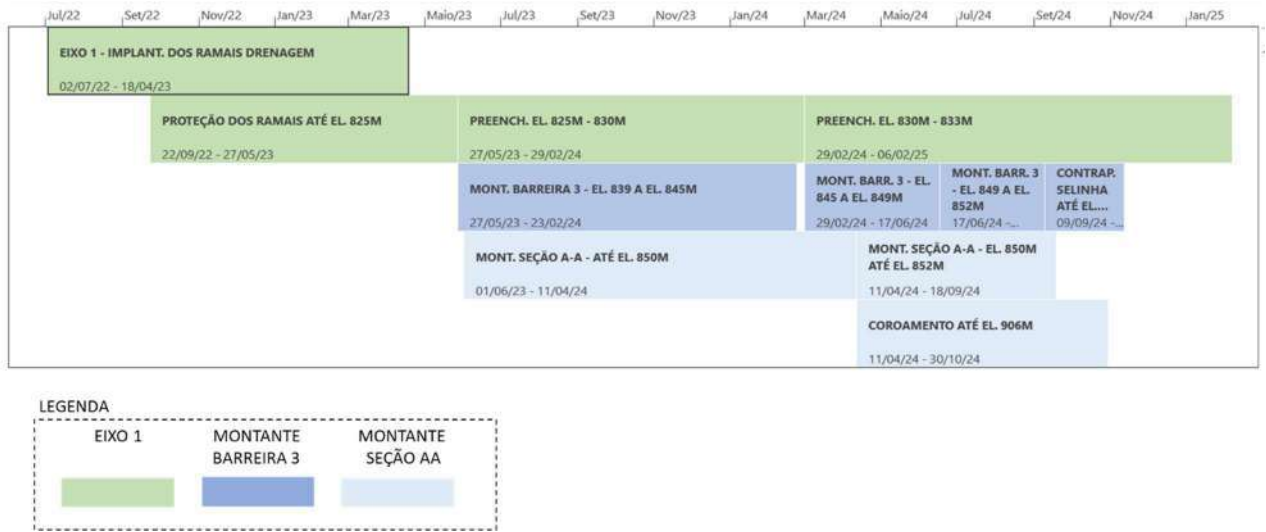 Jul/22 Set/22 Nov/22 Jan/23 Mar/23 Maio/23 Jul/23 Set/23 Nov/23 Jan/24 Mar/24 Maio/24 Jul/24 Set/24 Nov/24 Jan/25
EIXO 1 - IMPLANT. DOS RAMAIS DRENAGEM
02/07/22 - 18/04/23
PROTEÇÃO DOS RAMAIS ATÉ EL. 825M
22/09/22 - 27/05/23
PREENCH. EL. 825M - 830M
27/05/23 - 29/02/24
PREENCH. EL. 830M - 833M
29/02/24 - 06/02/25
MONT. BARREIRA 3 - EL. 839 A EL. 845M
27/05/23 - 23/02/24
MONT. BARR. 3 - EL.
845 A EL. 849M
29/02/24 - 17/06/24
MONT. BARR. 3
- EL. 849 A EL.
852M
17/06/24 -...
CONTRAP.
SELINHA
ATÉ EL....
09/09/24 -...
MONT. SEÇÃO A-A - ATÉ EL. 850M
01/06/23 - 11/04/24
MONT. SEÇÃO A-A - EL. 850M
ATÉ EL. 852M
11/04/24 - 18/09/24
COROAMENTO ATÉ EL. 906M
11/04/24 - 30/10/24
LEGENDA
EIXO 1
MONTANTE
BARREIRA 3
MONTANTE
SEÇÃO AA